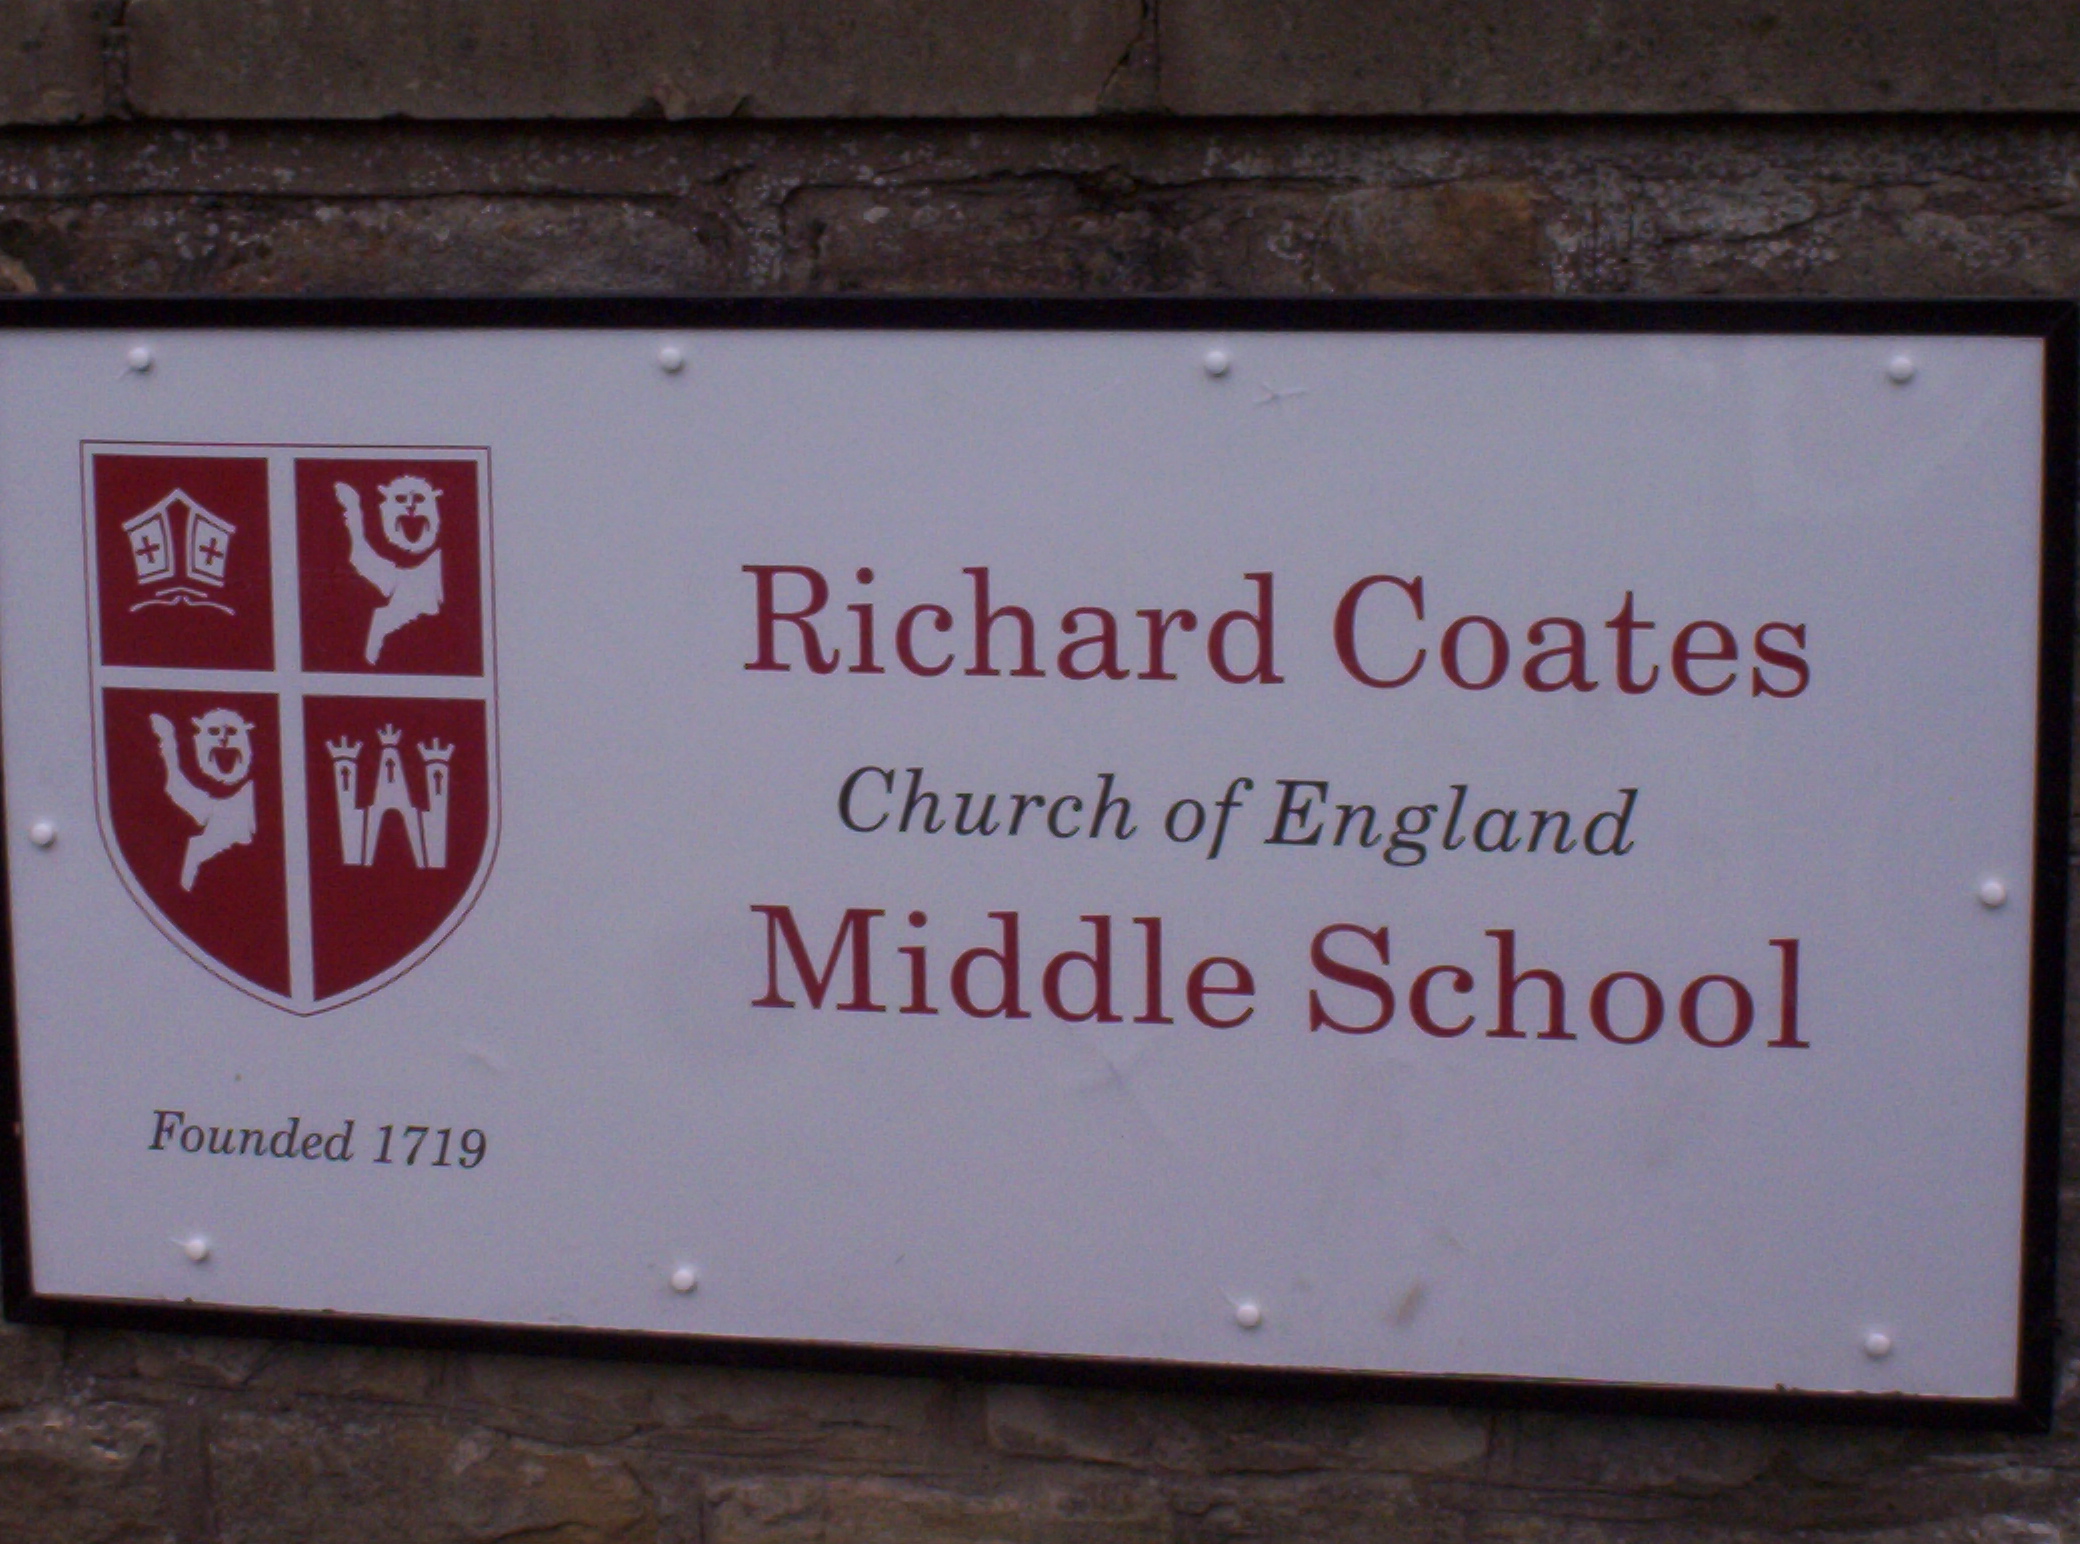 Richard Coates
Church of England
Middle School
Founded 1719